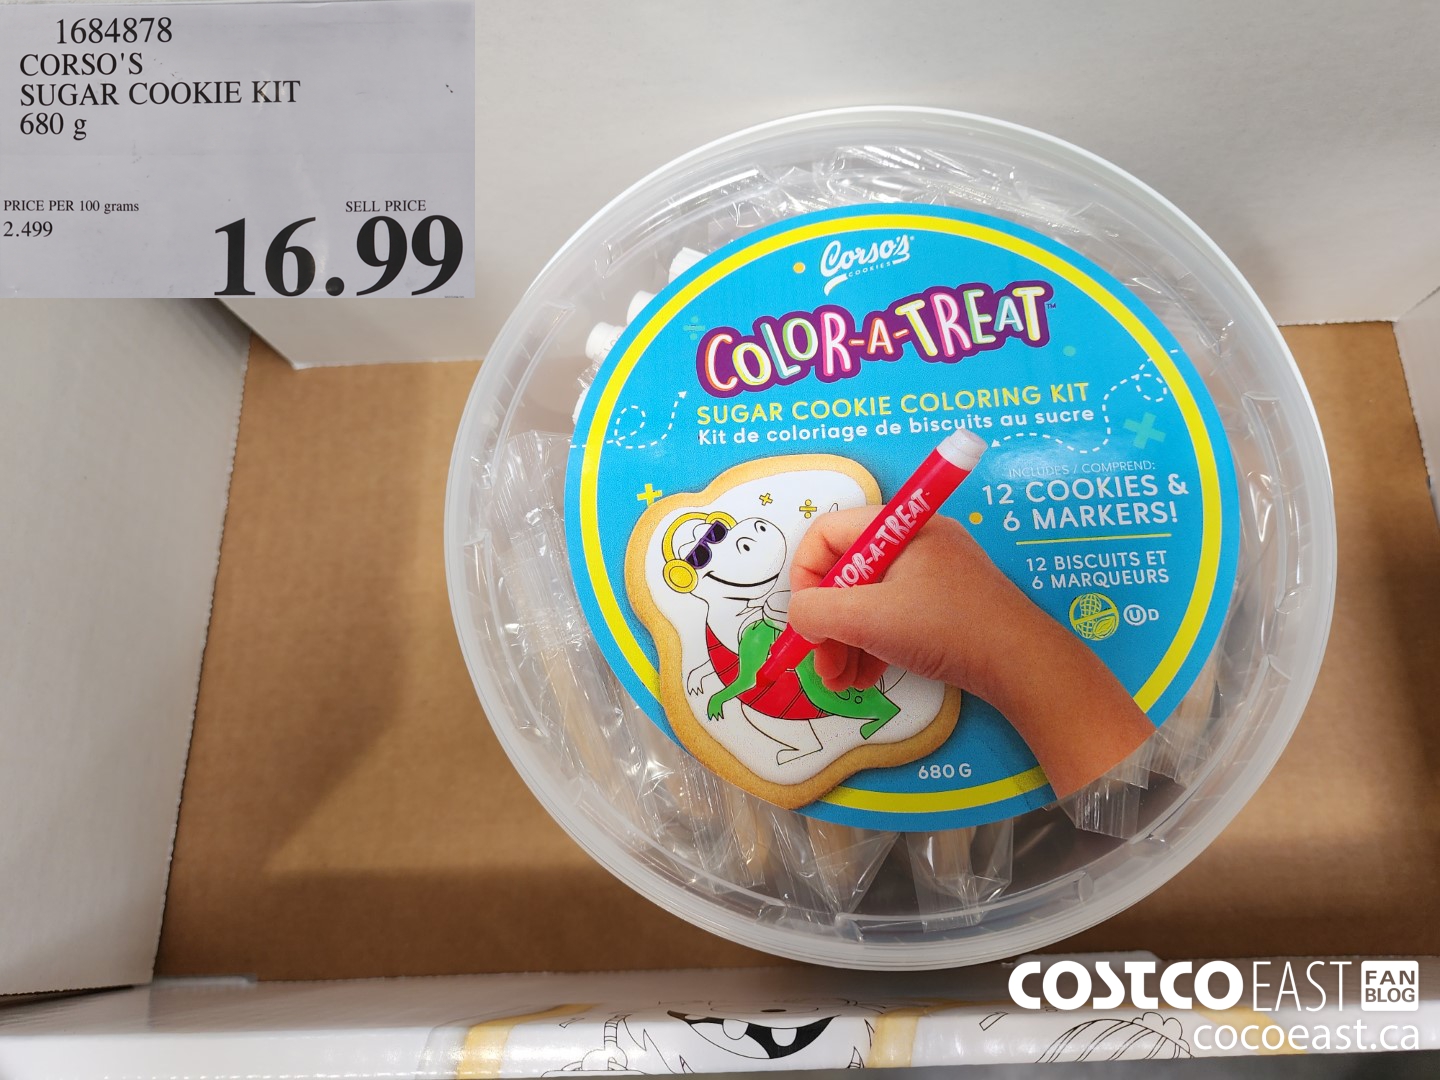 1684878
CORSO'S
SUGAR COOKIE KIT
680 g
PRICE PER 100 grams
2.499
SELL PRICE
16.99
Corso's
COOKIES
COLOR-A-TREAT™
SUGAR COOKIE COLORING KIT
Kit de coloriage de biscuits au sucre
INCLUDES / COMPREND:
12 COOKIES &
6 MARKERS!
12 BISCUITS ET
6 MARQUEURS
U D
LOR-A-TREAT
680 G
COSTCO EAST FAN BLOG
cocoeast.ca